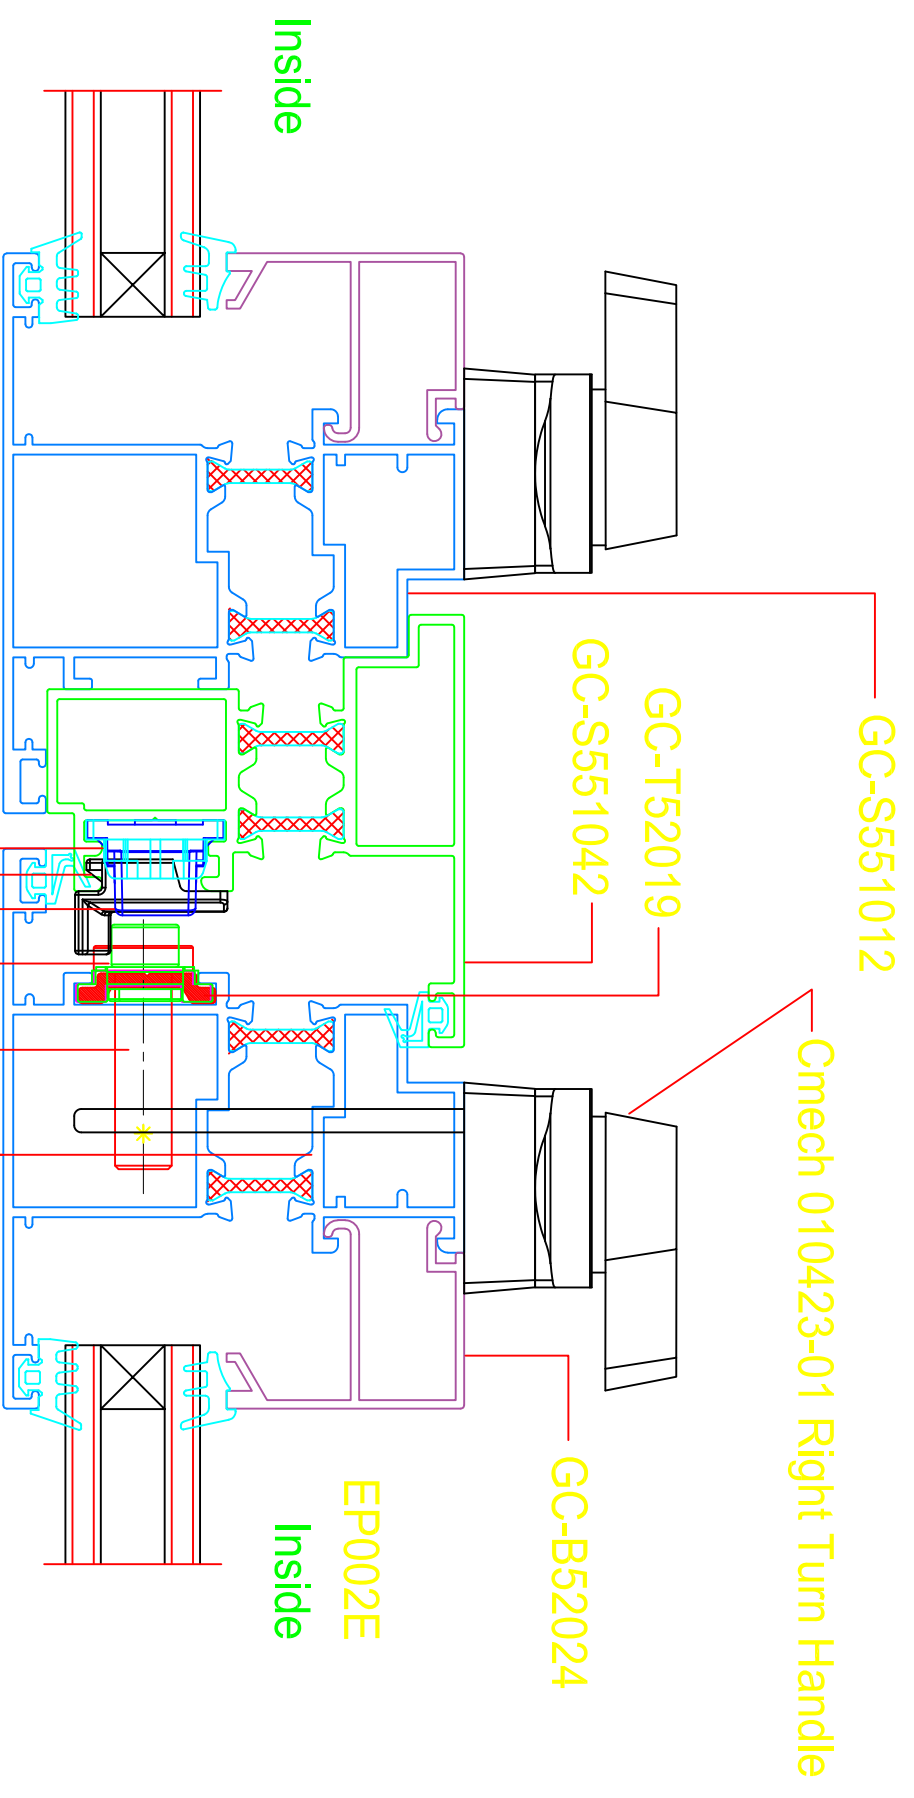 GC-S551012
Cmech 010423-01 Right Turn Handle
GC-T52019
GC-S551042
GC-B52024
EP002E
Inside
Inside